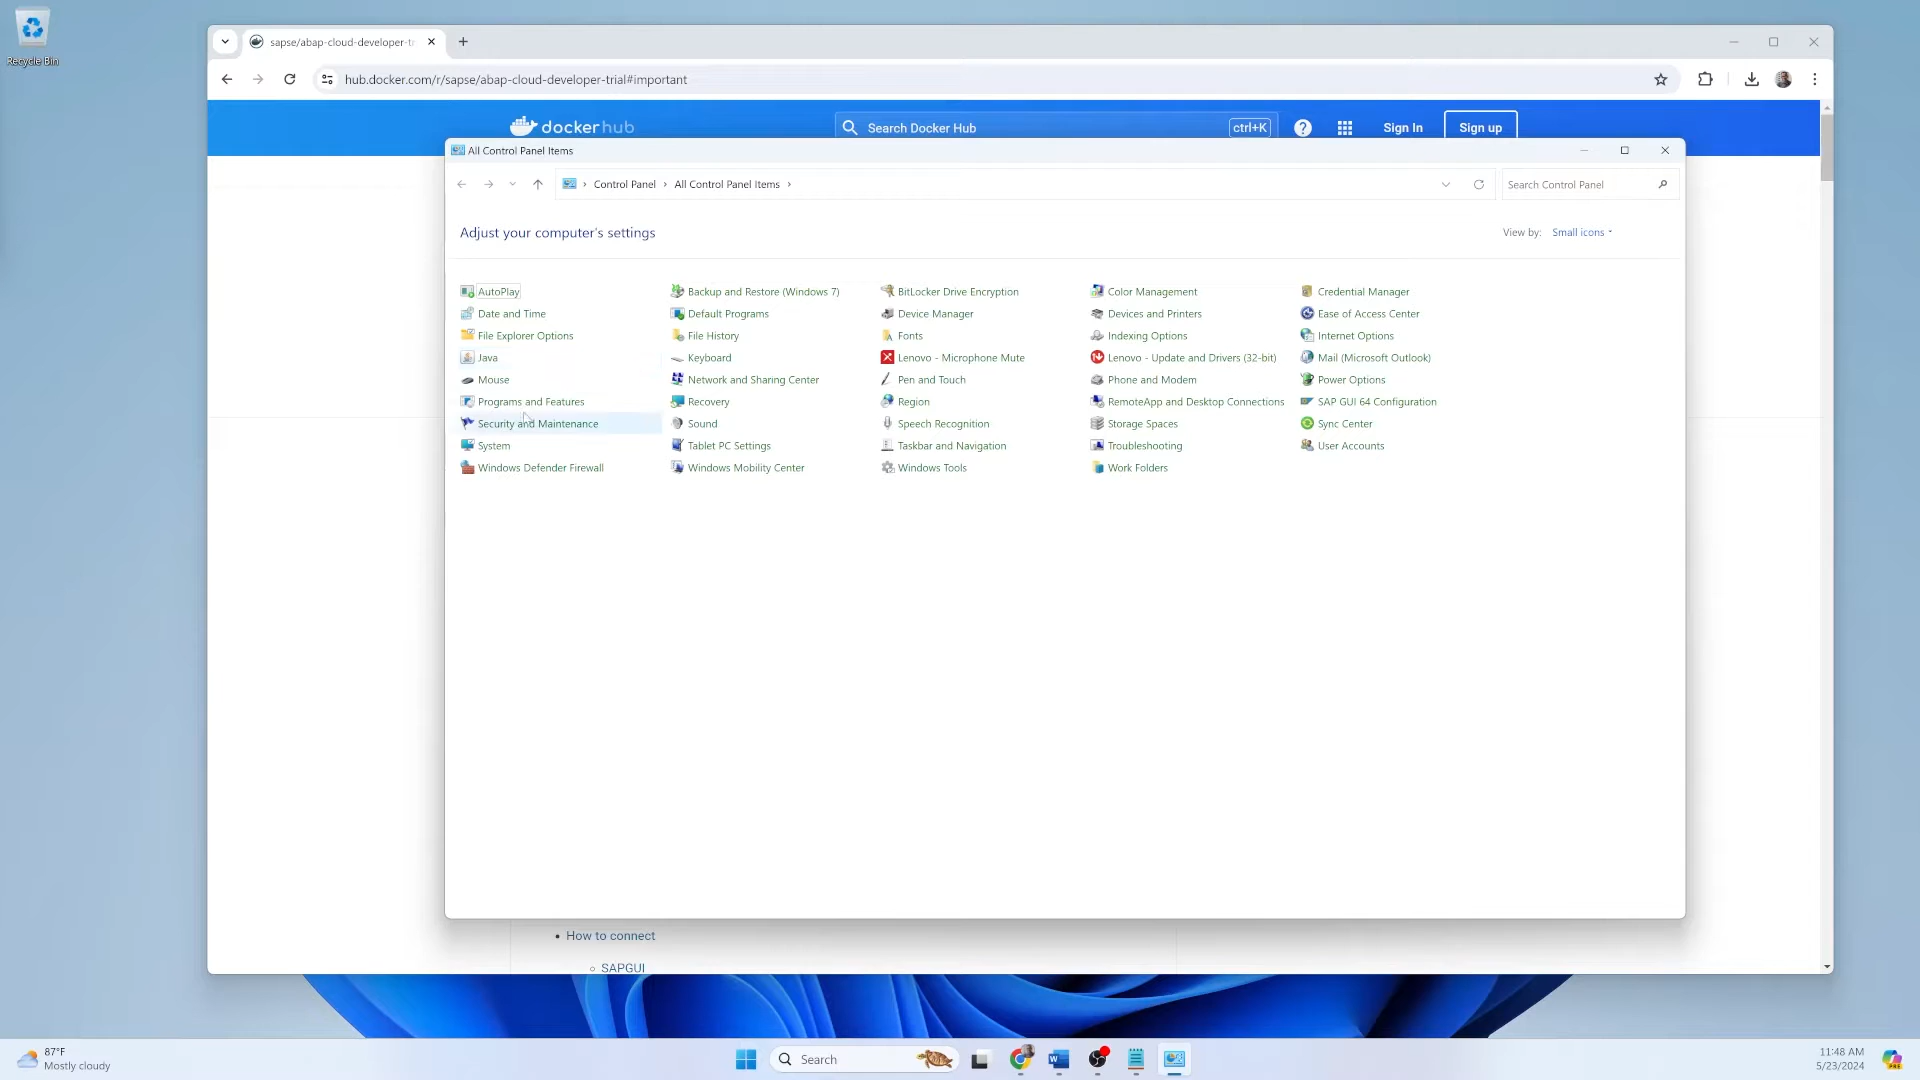 Recycle Bin
sapse/abap-cloud-developer-tr
hub.docker.com/r/sapse/abap-cloud-developer-trial#important
dockerhub
Search Docker Hub
ctrl+K
Sign In
Sign up
All Control Panel Items
Control Panel
All Control Panel Items
Search Control Panel
Adjust your computer's settings
View by:
Small icons
AutoPlay
Backup and Restore (Windows 7)
BitLocker Drive Encryption
Color Management
Credential Manager
Date and Time
Default Programs
Device Manager
Devices and Printers
Ease of Access Center
File Explorer Options
File History
Fonts
Indexing Options
Internet Options
Java
Keyboard
Lenovo - Microphone Mute
Lenovo - Update and Drivers (32-bit)
Mail (Microsoft Outlook)
Mouse
Network and Sharing Center
Pen and Touch
Phone and Modem
Power Options
Programs and Features
Recovery
Region
RemoteApp and Desktop Connections
SAP GUI 64 Configuration
Security and Maintenance
Sound
Speech Recognition
Storage Spaces
Sync Center
System
Tablet PC Settings
Taskbar and Navigation
Troubleshooting
User Accounts
Windows Defender Firewall
Windows Mobility Center
Windows Tools
Work Folders
How to connect
SAPGUI
87°F
Mostly cloudy
Search
11:48 AM
5/23/2024